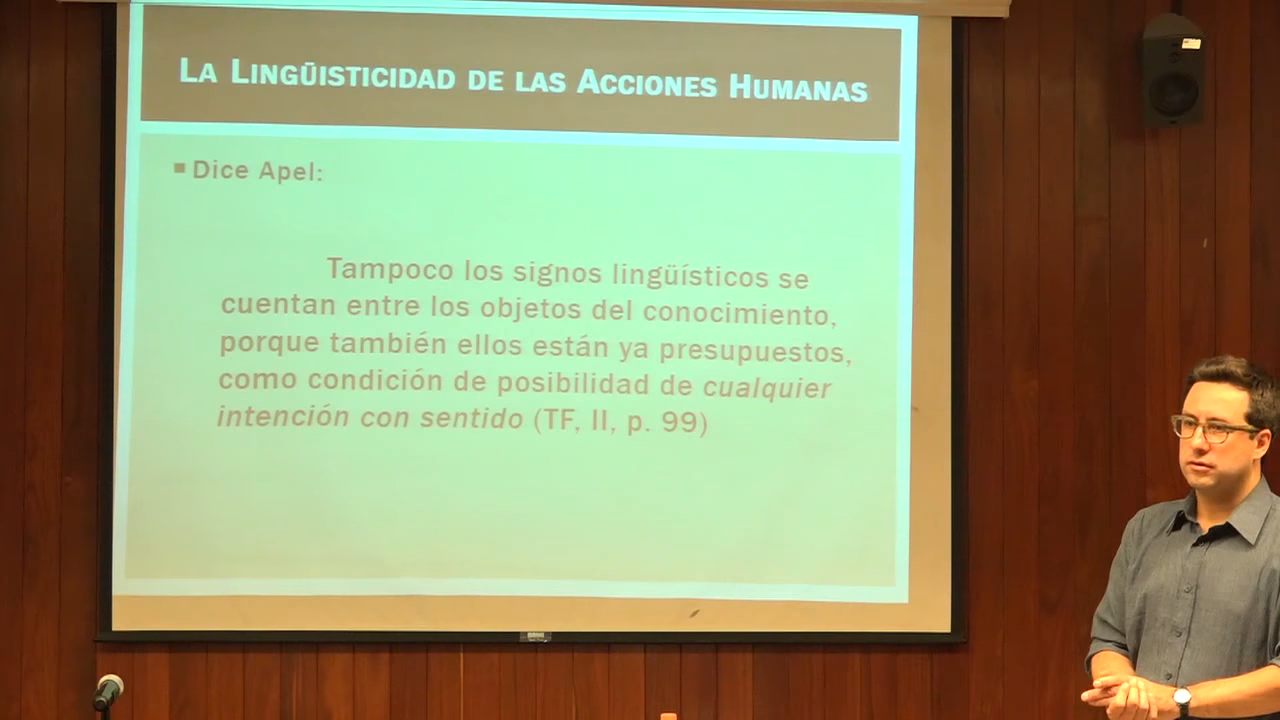 LA LINGÜISTICIDAD DE LAS ACCIONES HUMANAS
▪ Dice Apel:
Tampoco los signos lingüísticos se
cuentan entre los objetos del conocimiento,
porque también ellos están ya presupuestos,
como condición de posibilidad de cualquier
intención con sentido (TF, II, p. 99)